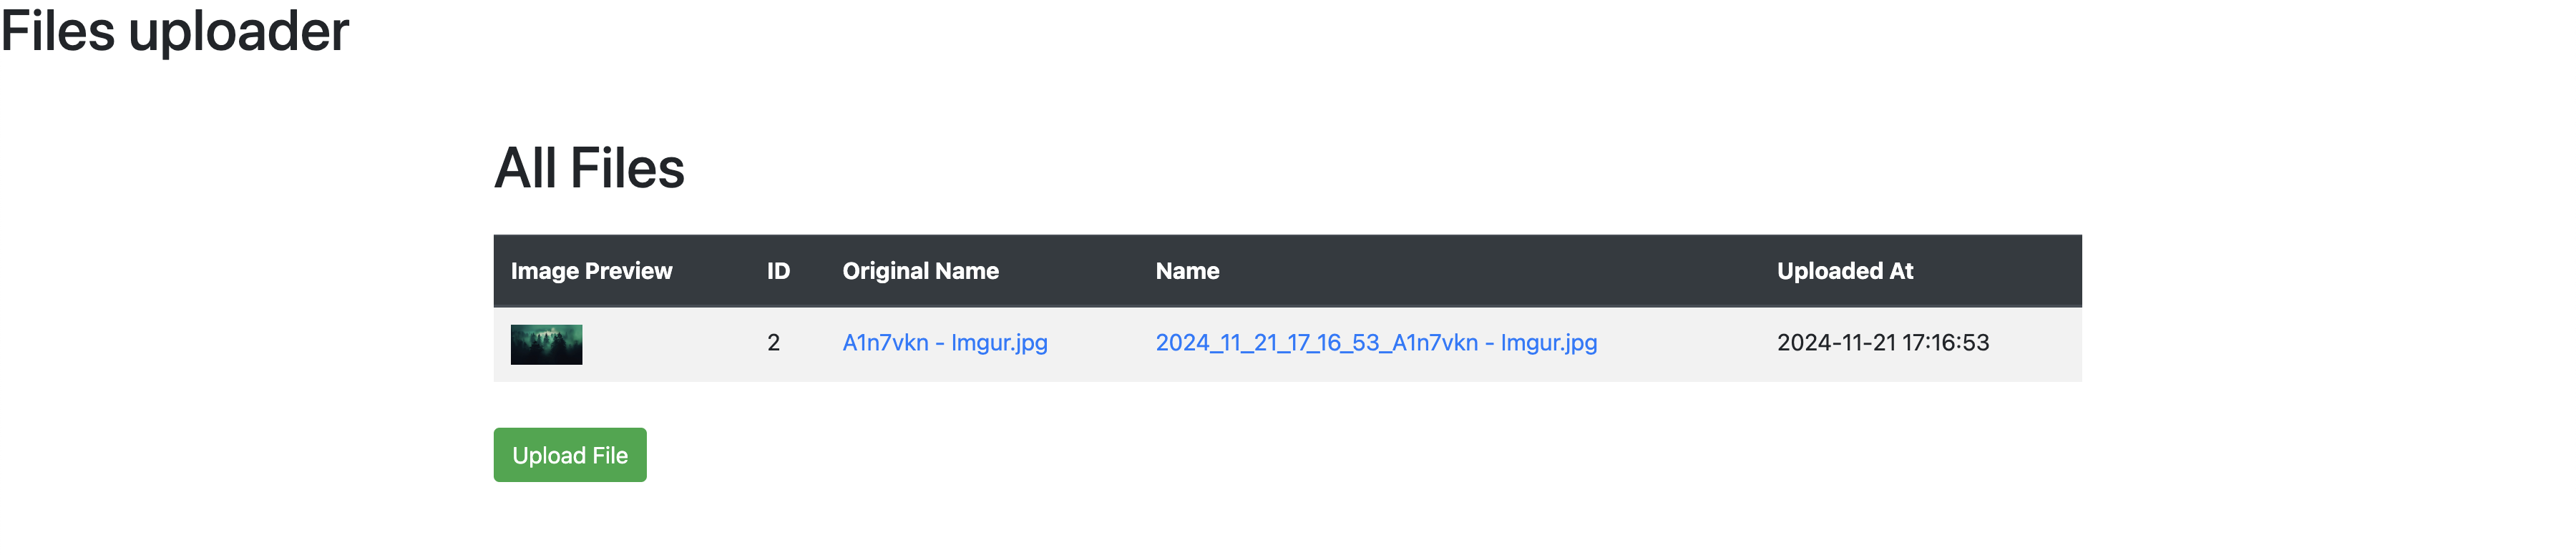 Files uploader
All Files
Image Preview ID Original Name Name Uploaded At
2 A1n7vkn - Imgur.jpg 2024_11_21_17_16_53_A1n7vkn - Imgur.jpg 2024-11-21 17:16:53
Upload File